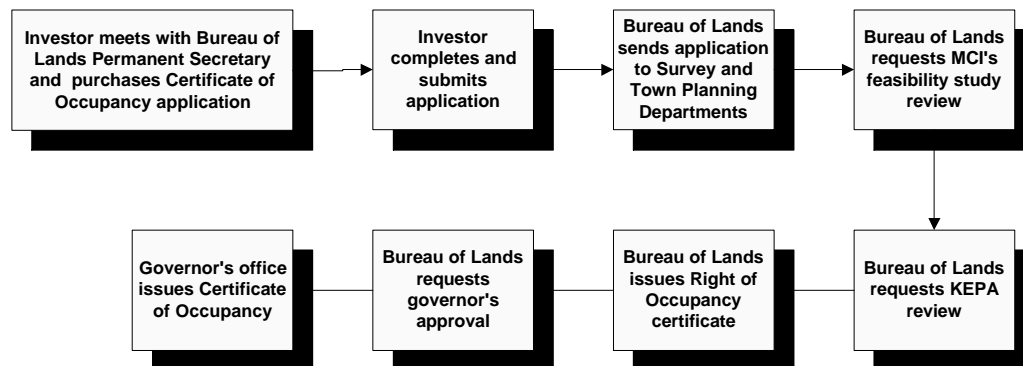 Investor meets with Bureau of
Lands Permanent Secretary
and purchases Certificate of
Occupancy application
Investor
completes and
submits
application
Bureau of Lands
sends application
to Survey and
Town Planning
Departments
Bureau of Lands
requests MCI's
feasibility study
review
Bureau of Lands
requests KEPA
review
Bureau of Lands
issues Right of
Occupancy
certificate
Bureau of Lands
requests
governor's
approval
Governor's office
issues Certificate
of Occupancy